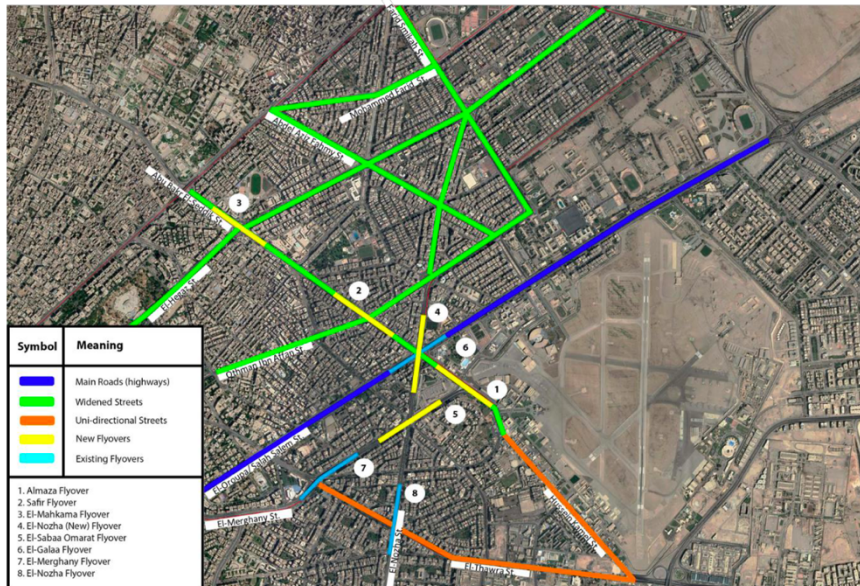 Farid Simikah St.
Mohammed Farid St.
Abdel Aziz Fahmy St.
Abu Bakr El-Seddik St.
3
El-Hegaz St.
2
4
Othman Ibn Affan St.
6
1
5
El-Orouba/Salah Salem St.
7
8
El-Merghany St.
El-Nozha St.
Hussein Kamel St.
El-Thawra St.
Symbol Meaning
Main Roads (highways)
Widened Streets
Uni-directional Streets
New Flyovers
Existing Flyovers
1. Almaza Flyover
2. Safir Flyover
3. El-Mahkama Flyover
4. El-Nozha (New) Flyover
5. El-Sabaa Omarat Flyover
6. El-Galaa Flyover
7. El-Merghany Flyover
8. El-Nozha Flyover